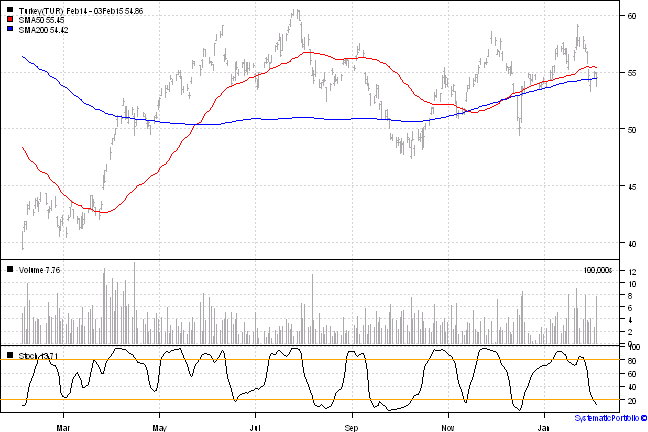 Turkey(TUR) Feb14 - 03Feb15 54.86
SMA50 55.45
SMA200 54.42
60
55
50
45
40
Volume 7.76
100,000s
12
10
8
6
4
2
0
Stoch 13.71
100
80
60
40
20
Mar
May
Jul
Sep
Nov
Jan
SystematicPortfolio ©